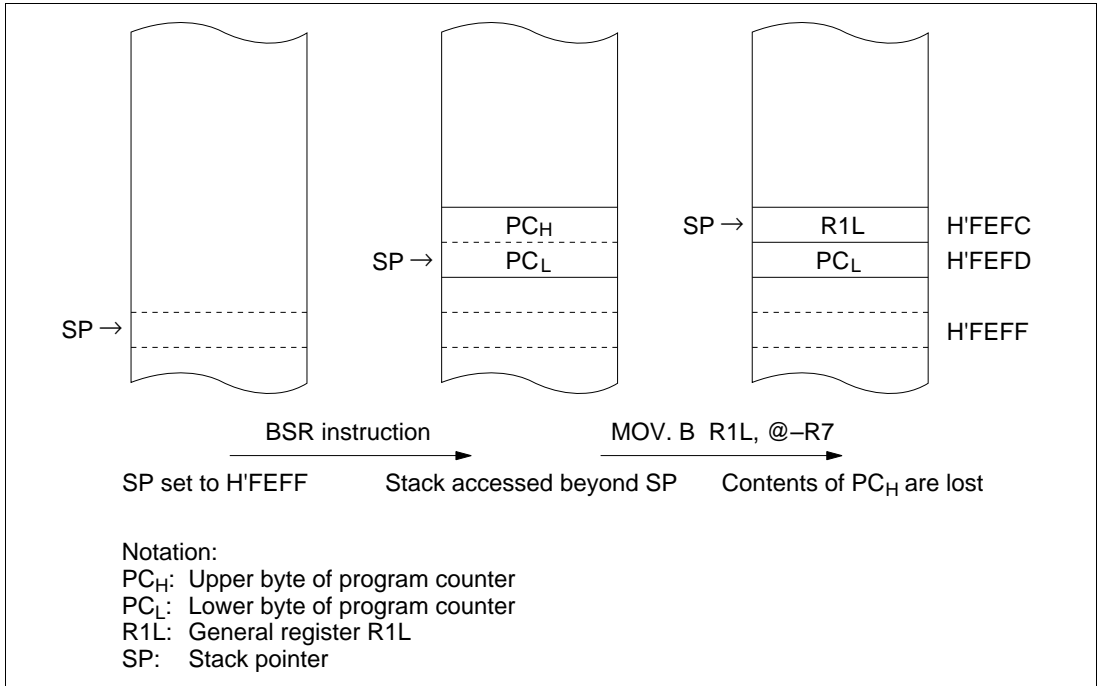 PCH
SP → PCL
SP → R1L H'FEFC
PCL H'FEFD
SP →
H'FEFF
BSR instruction
MOV. B R1L, @–R7
SP set to H'FEFF
Stack accessed beyond SP
Contents of PCH are lost
Notation:
PCH: Upper byte of program counter
PCL: Lower byte of program counter
R1L: General register R1L
SP: Stack pointer